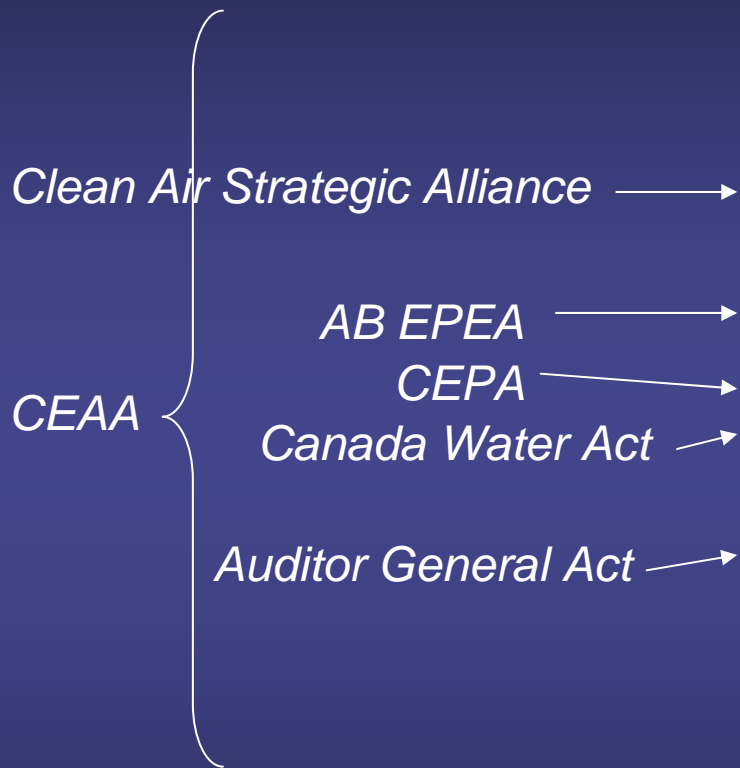 Clean Air Strategic Alliance
AB EPEA
CEPA
CEAA
Canada Water Act
Auditor General Act